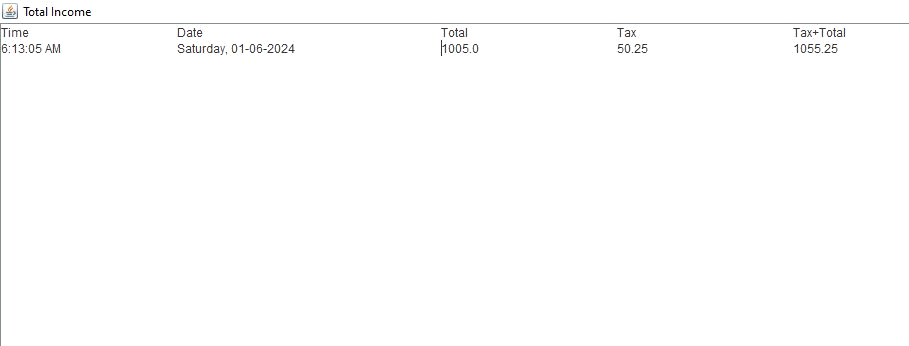 Total Income
Time Date Total Tax Tax+Total
6:13:05 AM Saturday, 01-06-2024 1005.0 50.25 1055.25